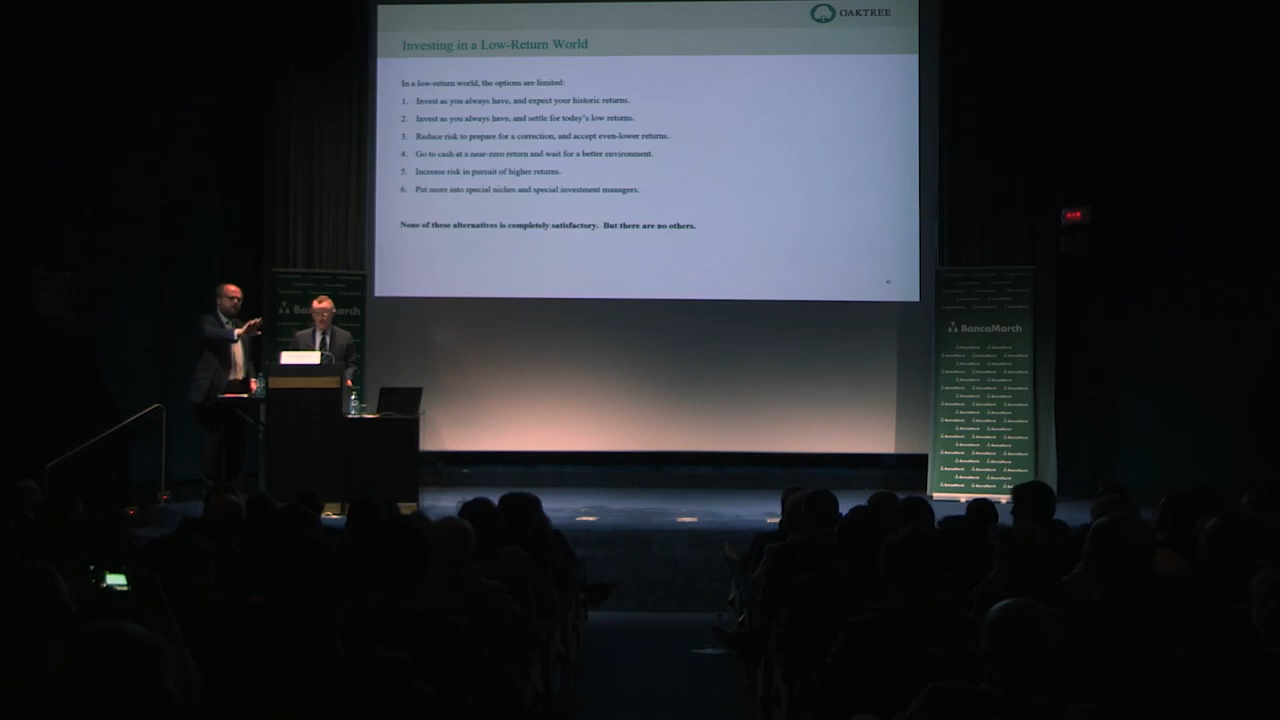 OAKTREE
Investing in a Low-Return World
In a low-return world, the options are limited:
1. Invest as you always have, and expect your historic returns.
2. Invest as you always have, and settle for today's low returns.
3. Reduce risk to prepare for a correction, and accept even-lower returns.
4. Go to cash at a near-zero return and wait for a better environment.
5. Increase risk in pursuit of higher returns.
6. Put more into special niches and special investment managers.
None of these alternatives is completely satisfactory. But there are no others.
BancaMarch